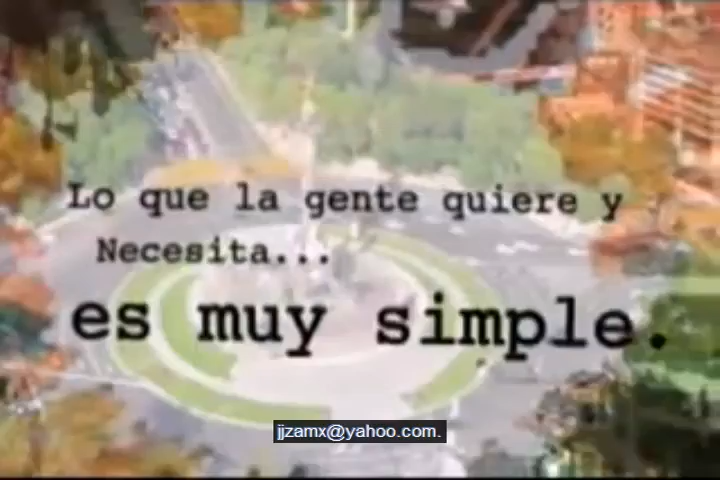 Lo que la gente quiere y
Necesita...
es muy simple.
jjzamx@yahoo.com.